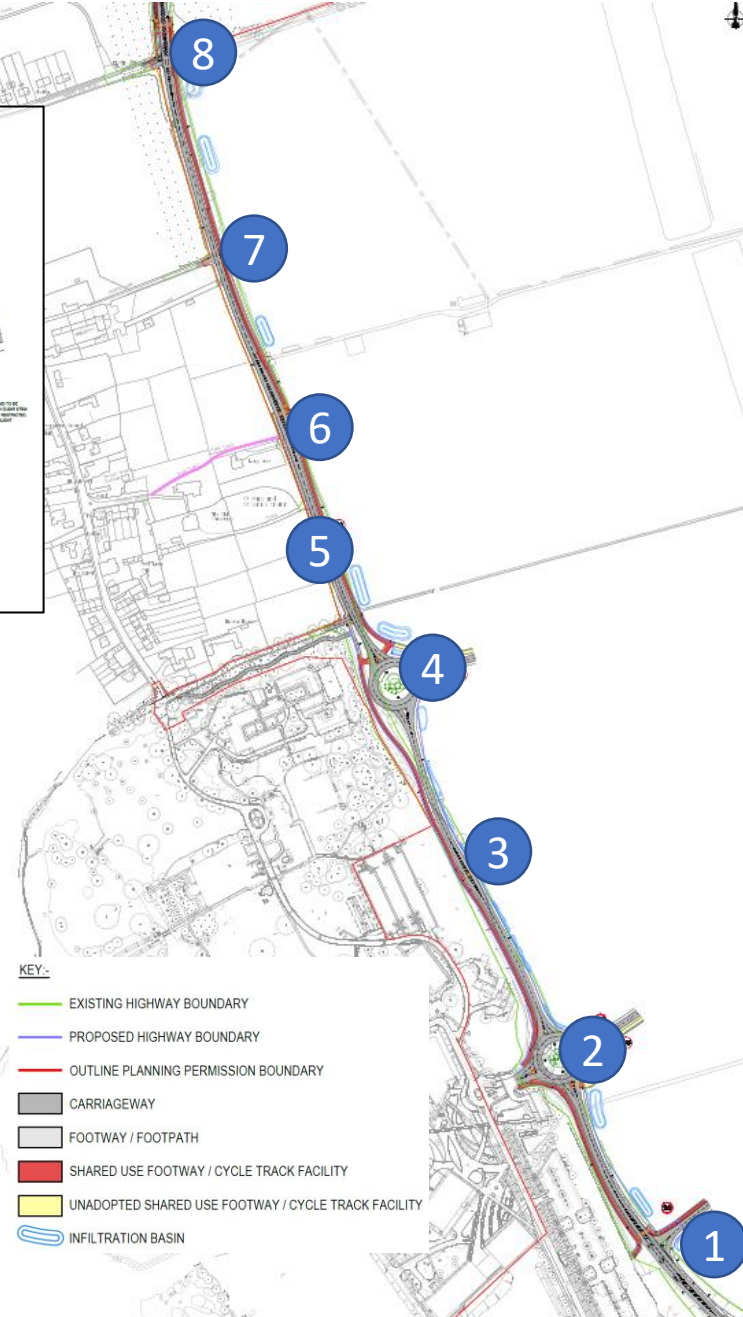 8
7
6
5
4
3
2
1
KEY:-
EXISTING HIGHWAY BOUNDARY
PROPOSED HIGHWAY BOUNDARY
OUTLINE PLANNING PERMISSION BOUNDARY
CARRIAGEWAY
FOOTWAY / FOOTPATH
SHARED USE FOOTWAY / CYCLE TRACK FACILITY
UNADOPTED SHARED USE FOOTWAY / CYCLE TRACK FACILITY
INFILTRATION BASIN